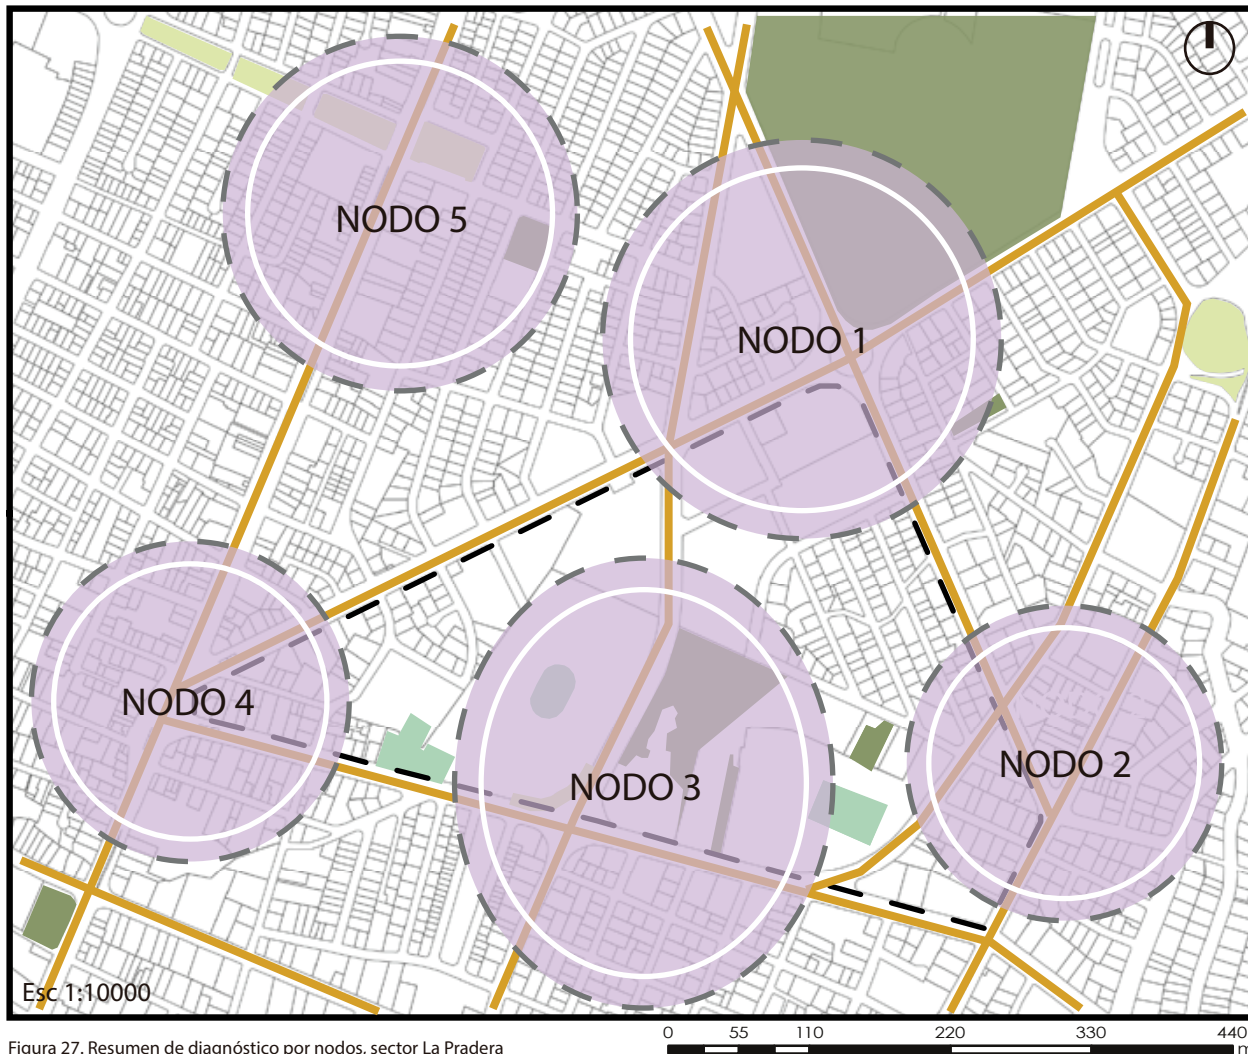 NODO 5
NODO 1
NODO 4
NODO 2
NODO 3
Esc 1:10000
0 55 110 220 330 440
m
Figura 27. Resumen de diagnóstico por nodos, sector La Pradera